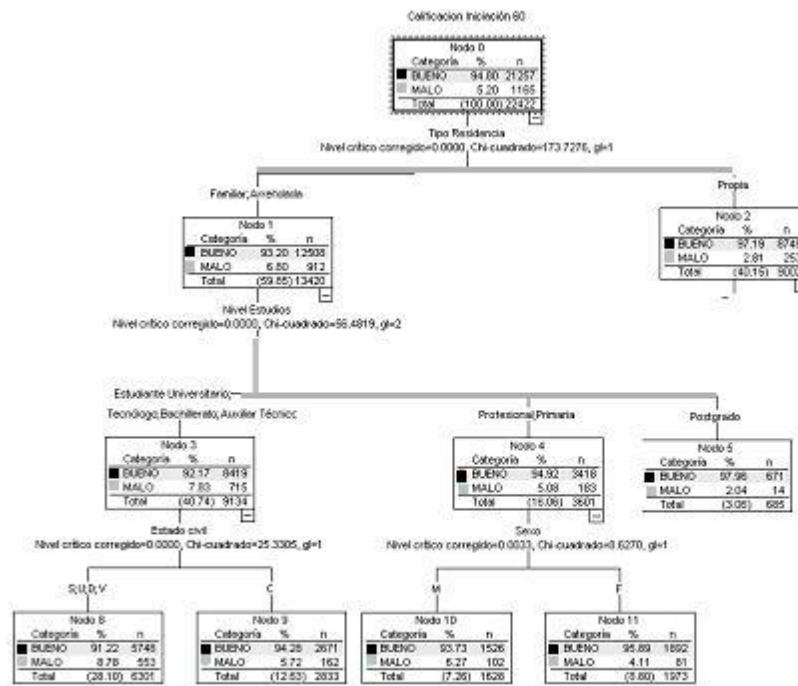 Calificacion Iniciación 60
Nodo 0
Categoría % n
BUENO 94.80 21257
MALO 5.20 1165
Total (100.00) 22422
Tipo Residencia
Nivel crítico corregido=0.0000, Chi-cuadrado=173.7276, gl=1
Familiar;Arrendada
Propia
Nodo 1
Categoría % n
BUENO 93.20 12508
MALO 6.80 912
Total (59.85) 13420
Nodo 2
Categoría % n
BUENO 97.19 8749
MALO 2.81 253
Total (40.15) 9002
Nivel Estudios
Nivel crítico corregido=0.0000, Chi-cuadrado=56.4819, gl=2
Estudiante Universitario;
Tecnólogo;Bachillerato;Auxiliar Técnico
Profesional;Primaria
Postgrado
Nodo 3
Categoría % n
BUENO 92.17 8419
MALO 7.83 715
Total (40.74) 9134
Nodo 4
Categoría % n
BUENO 94.92 3418
MALO 5.08 183
Total (16.06) 3601
Nodo 5
Categoría % n
BUENO 97.96 671
MALO 2.04 14
Total (3.06) 685
Estado civil
Nivel crítico corregido=0.0000, Chi-cuadrado=25.3305, gl=1
Sexo
Nivel crítico corregido=0.0033, Chi-cuadrado=8.6270, gl=1
S;U;D;V
C
M
F
Nodo 8
Categoría % n
BUENO 91.22 5748
MALO 8.78 553
Total (28.10) 6301
Nodo 9
Categoría % n
BUENO 94.28 2671
MALO 5.72 162
Total (12.63) 2833
Nodo 10
Categoría % n
BUENO 93.73 1526
MALO 6.27 102
Total (7.26) 1628
Nodo 11
Categoría % n
BUENO 95.89 1892
MALO 4.11 81
Total (8.80) 1973